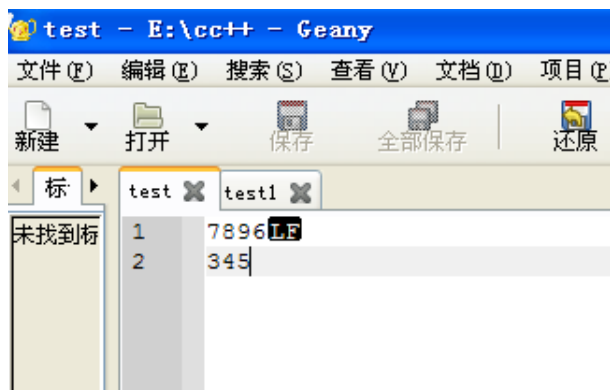 test - E:\cc++ - Geany
文件(F) 编辑(E) 搜索(S) 查看(V) 文档(D) 项目(P
新建 打开 保存 全部保存 还原
标 test test1
未找到标 1 7896LF
2 345